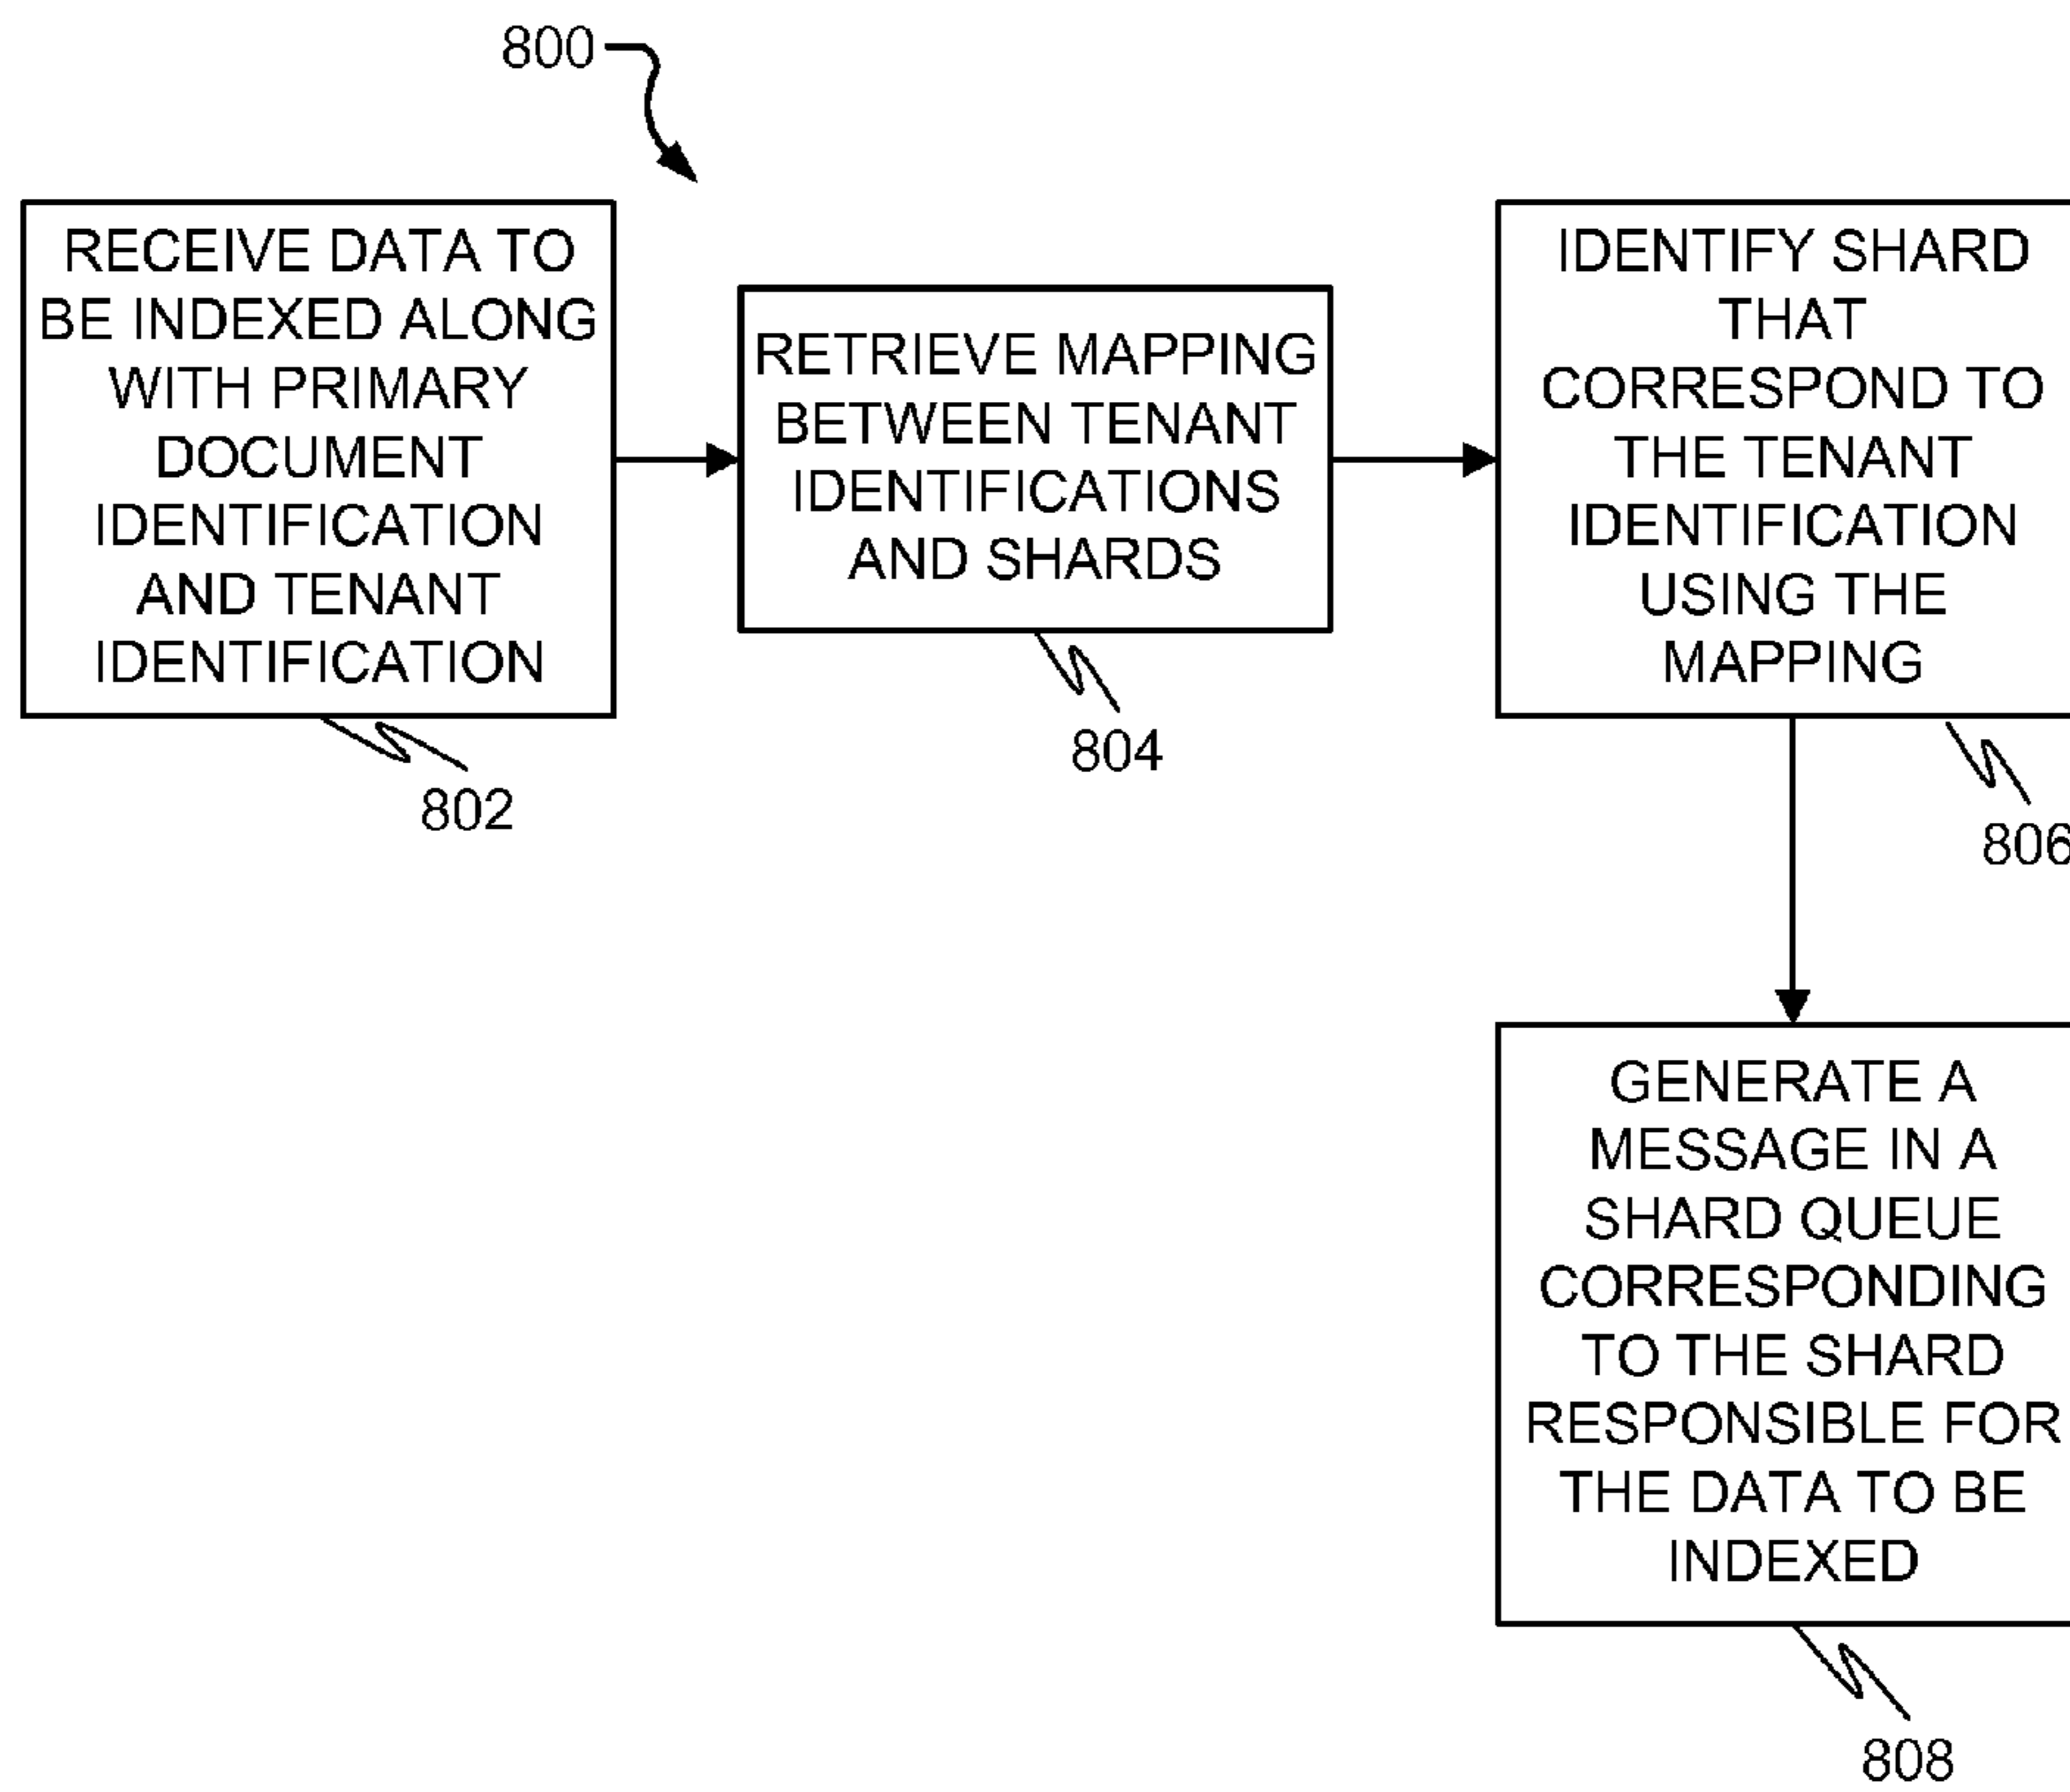 800
RECEIVE DATA TO
BE INDEXED ALONG
WITH PRIMARY
DOCUMENT
IDENTIFICATION
AND TENANT
IDENTIFICATION
802
RETRIEVE MAPPING
BETWEEN TENANT
IDENTIFICATIONS
AND SHARDS
804
IDENTIFY SHARD
THAT
CORRESPOND TO
THE TENANT
IDENTIFICATION
USING THE
MAPPING
806
GENERATE A
MESSAGE IN A
SHARD QUEUE
CORRESPONDING
TO THE SHARD
RESPONSIBLE FOR
THE DATA TO BE
INDEXED
808